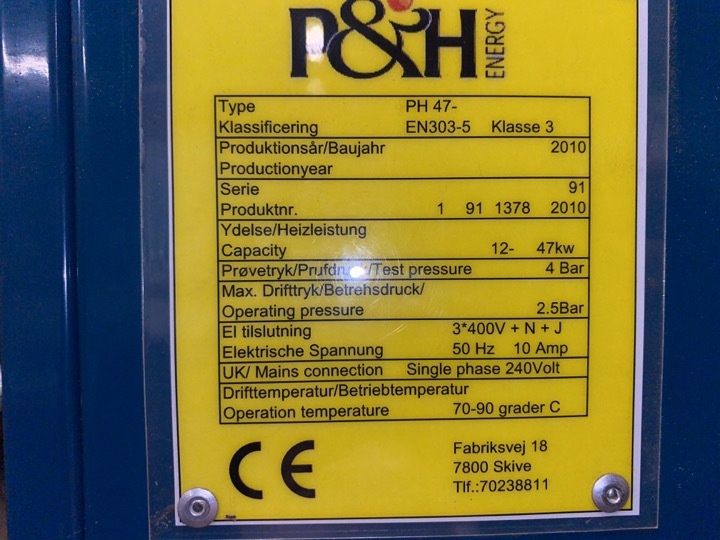 P&H ENERGY
Type PH 47-
Klassificering EN303-5 Klasse 3
Produktionsår/Baujahr 2010
Productionyear
Serie 91
Produktnr. 1 91 1378 2010
Ydelse/Heizleistung
Capacity 12- 47kw
Prøvetryk/Prufdruck/Test pressure 4 Bar
Max. Drifttryk/Betrehsdruck/
Operating pressure 2.5Bar
El tilslutning 3*400V + N + J
Elektrische Spannung 50 Hz 10 Amp
UK/ Mains connection Single phase 240Volt
Drifttemperatur/Betriebtemperatur
Operation temperature 70-90 grader C
CE
Fabriksvej 18
7800 Skive
Tlf.:70238811